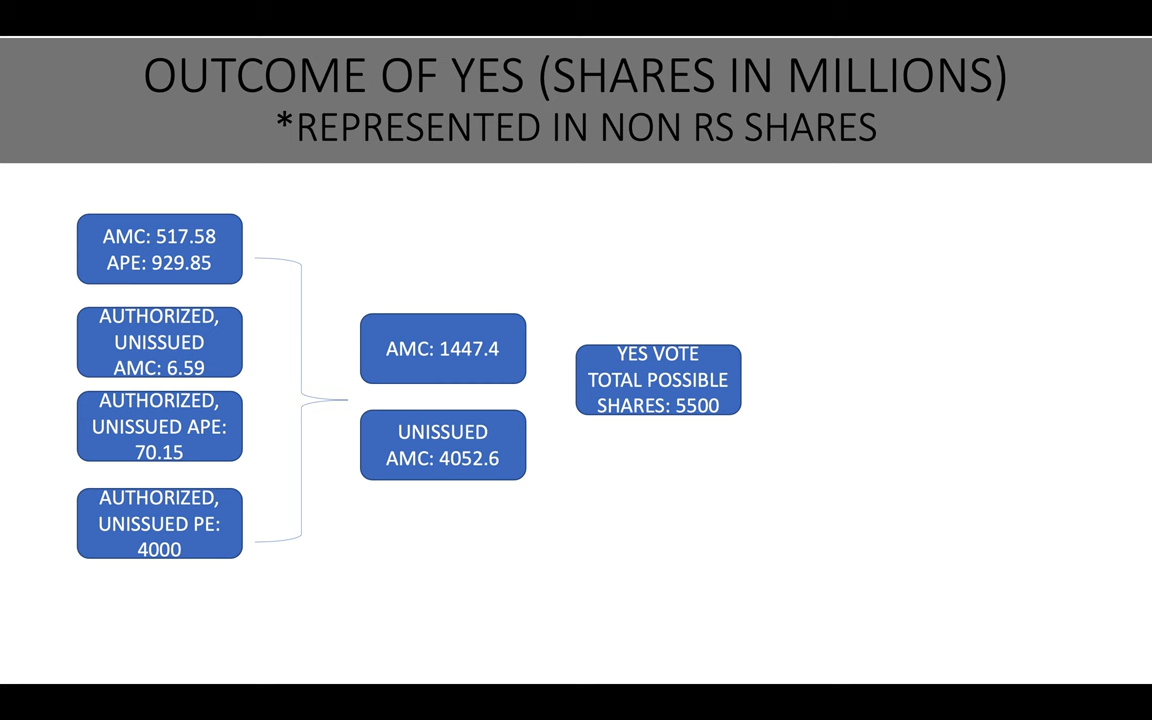 OUTCOME OF YES (SHARES IN MILLIONS)
*REPRESENTED IN NON RS SHARES
AMC: 517.58
APE: 929.85
AUTHORIZED,
UNISSUED
AMC: 6.59
AUTHORIZED,
UNISSUED APE:
70.15
AUTHORIZED,
UNISSUED PE:
4000
AMC: 1447.4
UNISSUED
AMC: 4052.6
YES VOTE
TOTAL POSSIBLE
SHARES: 5500